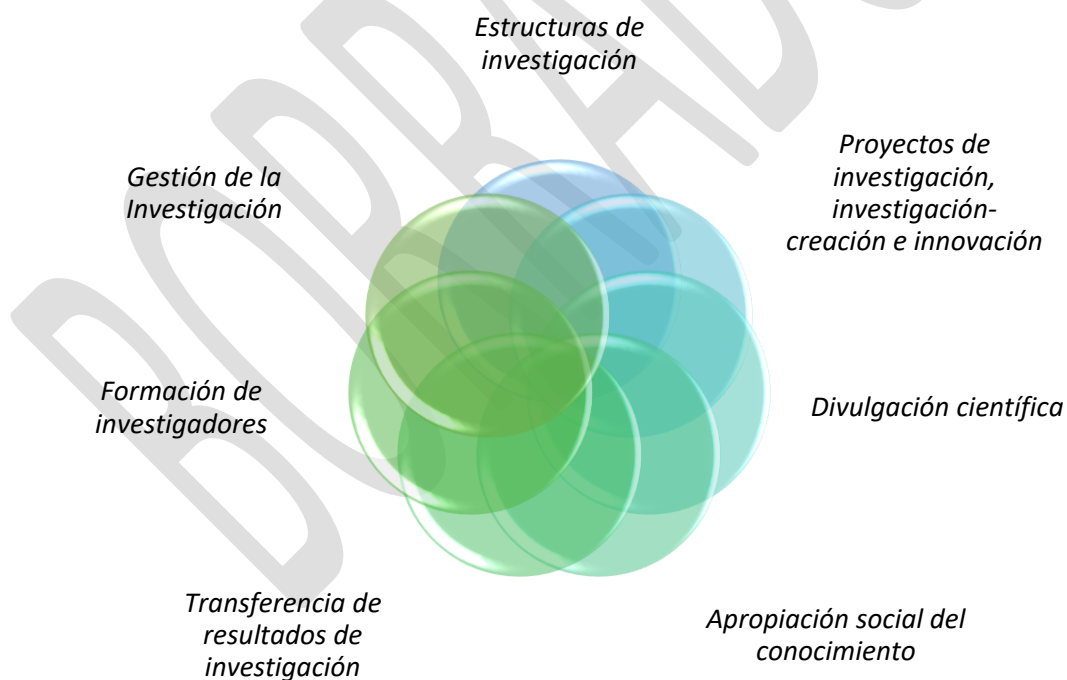 Estructuras de
investigación
Proyectos de
investigación,
investigación-
creación e innovación
Gestión de la
Investigación
Divulgación científica
Formación de
investigadores
Apropiación social del
conocimiento
Transferencia de
resultados de
investigación
BORRADOR